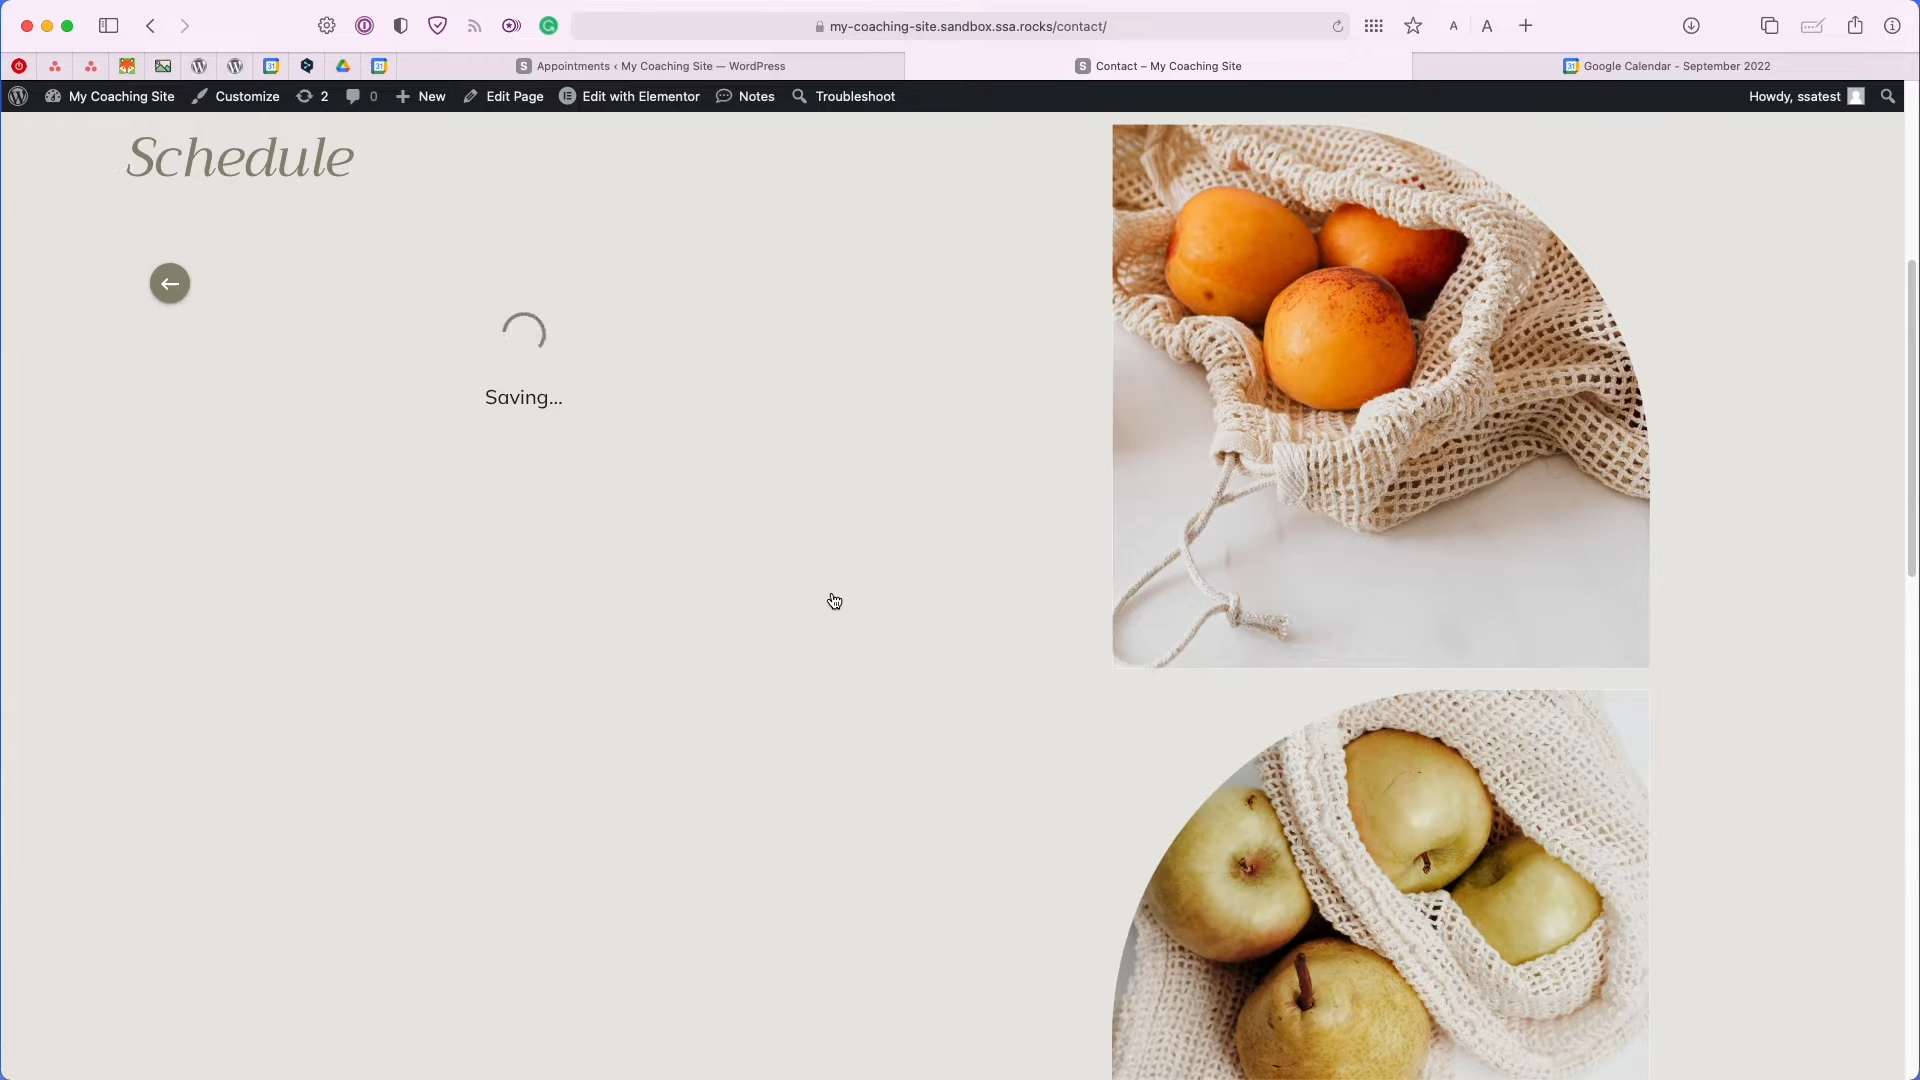 my-coaching-site.sandbox.ssa.rocks/contact/
A A
Appointments ‹ My Coaching Site — WordPress
Contact – My Coaching Site
Google Calendar - September 2022
My Coaching Site Customize 2 0 New Edit Page Edit with Elementor Notes Troubleshoot Howdy, ssatest
Schedule
Saving...